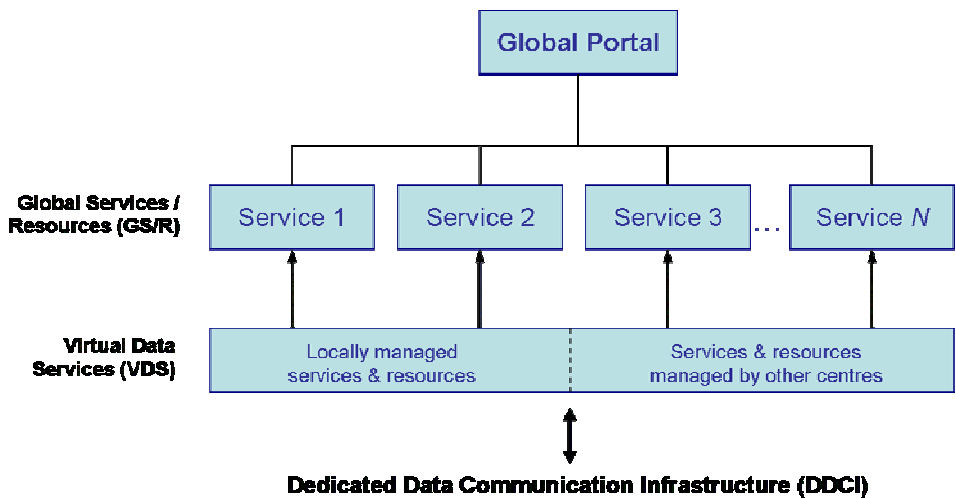 Global Portal
Global Services /
Resources (GS/R)
Service 1
Service 2
Service 3
...
Service N
Virtual Data
Services (VDS)
Locally managed
services & resources
Services & resources
managed by other centres
Dedicated Data Communication Infrastructure (DDCI)